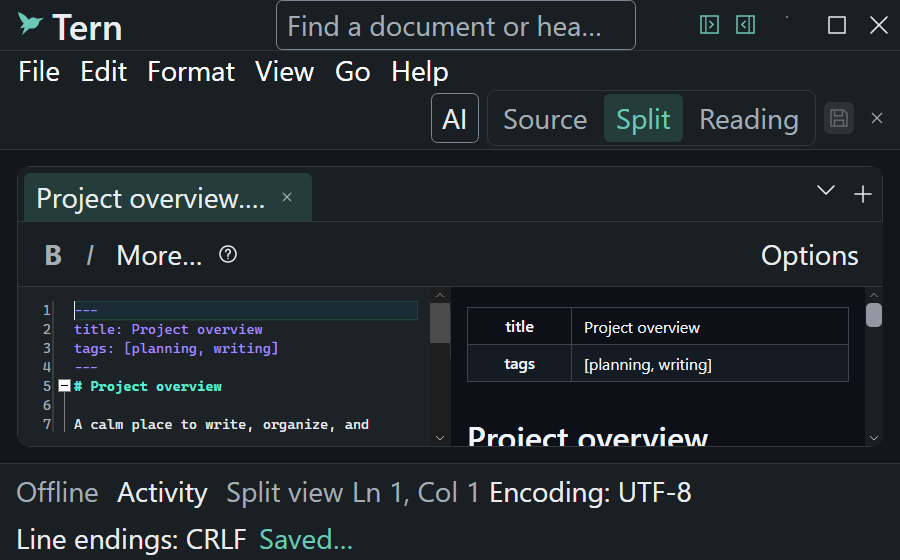 Tern
Find a document or hea...
File Edit Format View Go Help
AI Source Split Reading
Project overview....
B I More...
Options
1 ---
2 title: Project overview
3 tags: [planning, writing]
4 ---
5 # Project overview
6
7 A calm place to write, organize, and
title Project overview
tags [planning, writing]
Project overview
Offline Activity Split view Ln 1, Col 1 Encoding: UTF-8
Line endings: CRLF Saved...